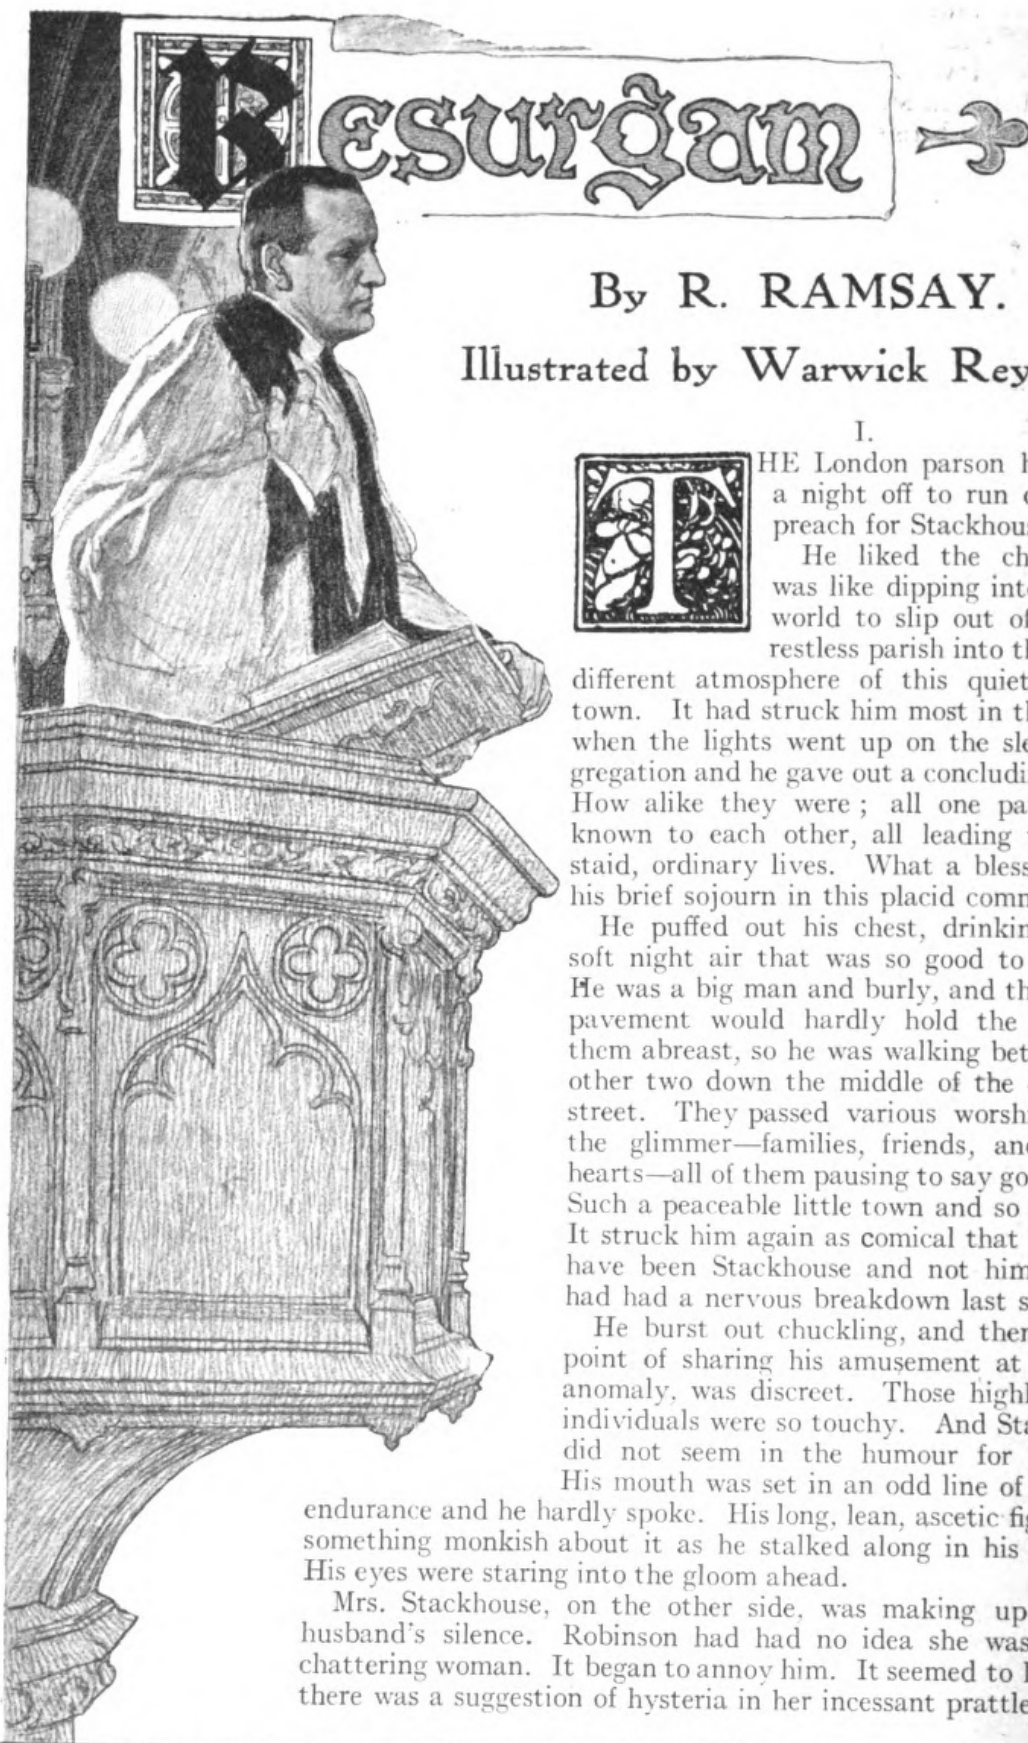 Resurgam
By R. RAMSAY.
Illustrated by Warwick Rey
I.
THE London parson h
a night off to run o
preach for Stackhous
He liked the ch
was like dipping into
world to slip out of
restless parish into th
different atmosphere of this quiet
town. It had struck him most in th
when the lights went up on the sle
gregation and he gave out a concludi
How alike they were ; all one pa
known to each other, all leading
staid, ordinary lives. What a bless
his brief sojourn in this placid comm
He puffed out his chest, drinkin
soft night air that was so good to
He was a big man and burly, and th
pavement would hardly hold the
them abreast, so he was walking bet
other two down the middle of the
street. They passed various worsh
the glimmer—families, friends, and
hearts—all of them pausing to say go
Such a peaceable little town and so
It struck him again as comical that
have been Stackhouse and not him
had had a nervous breakdown last s
He burst out chuckling, and then
point of sharing his amusement at
anomaly, was discreet. Those highl
individuals were so touchy. And Sta
did not seem in the humour for
His mouth was set in an odd line of
endurance and he hardly spoke. His long, lean, ascetic fig
something monkish about it as he stalked along in his
His eyes were staring into the gloom ahead.
Mrs. Stackhouse, on the other side, was making up
husband's silence. Robinson had had no idea she was
chattering woman. It began to annoy him. It seemed to h
there was a suggestion of hysteria in her incessant prattle